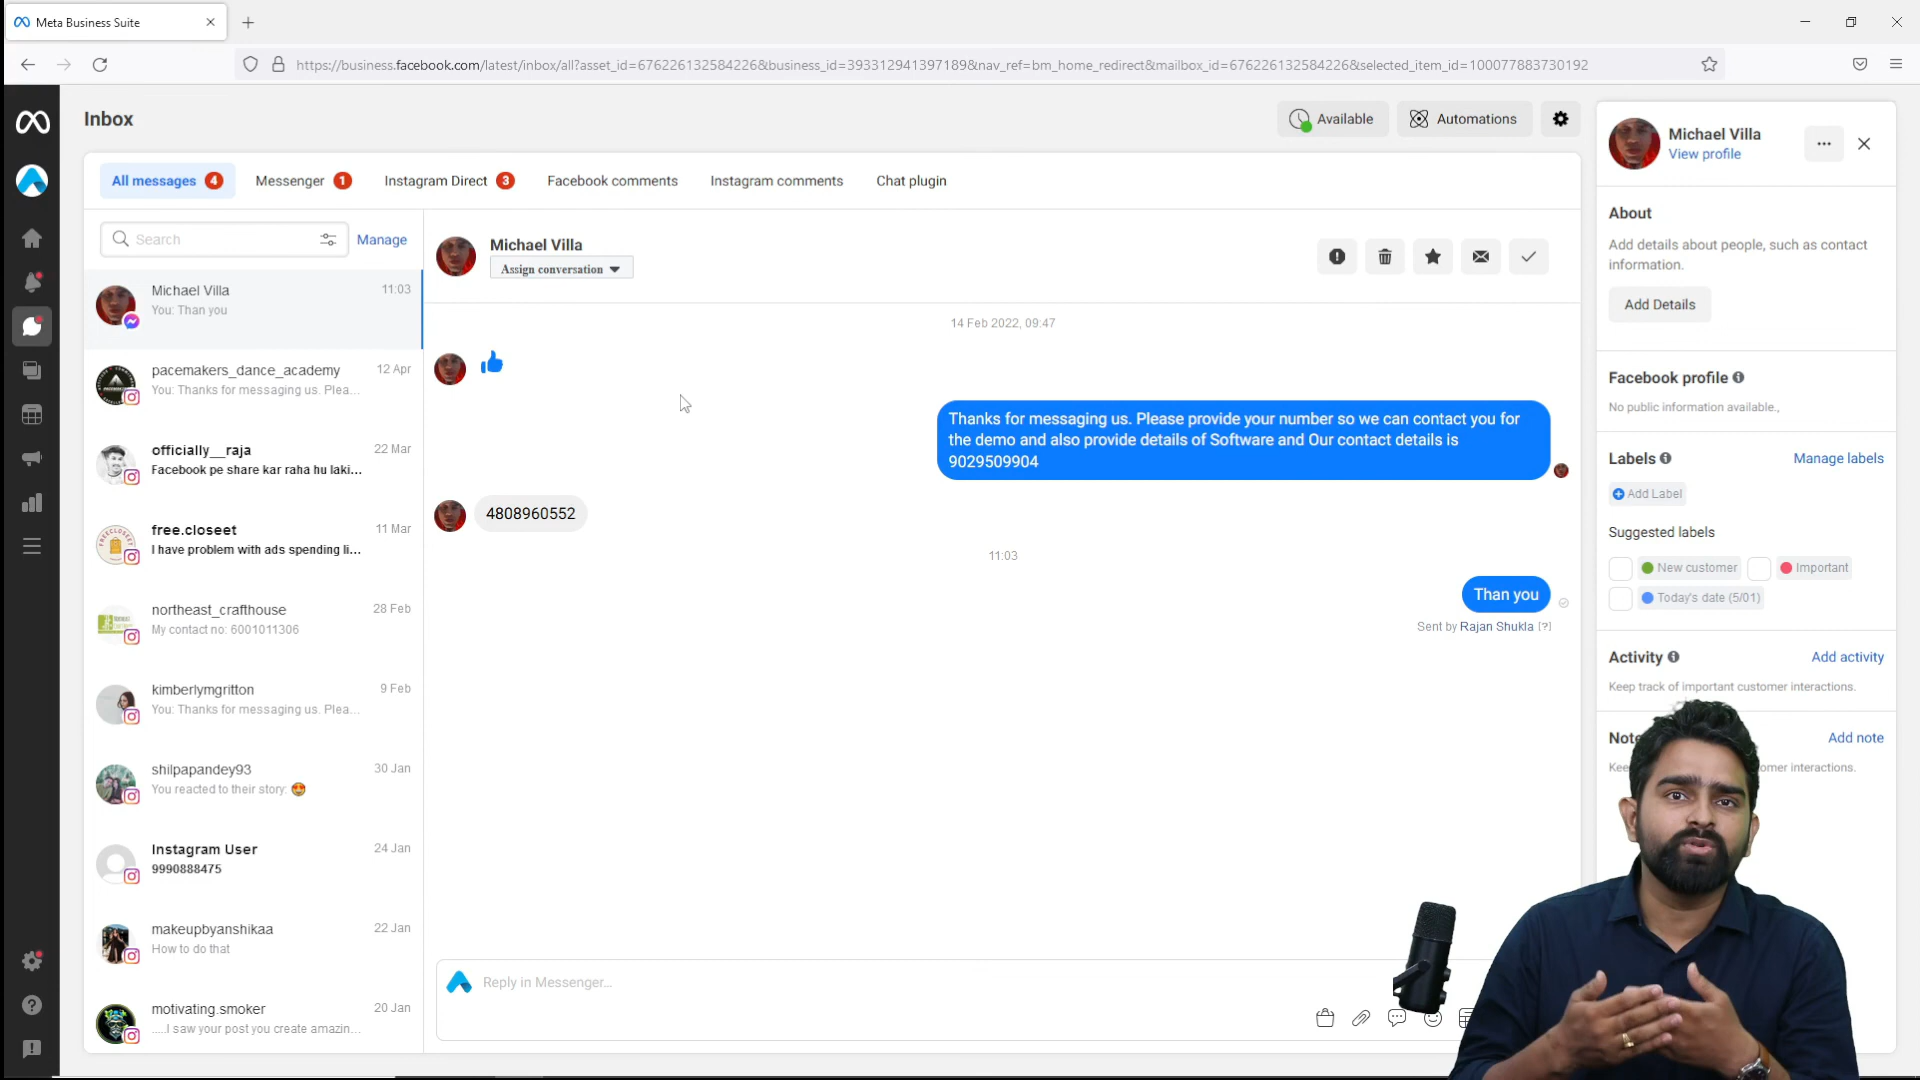 Meta Business Suite
https://business.facebook.com/latest/inbox/all?asset_id=676226132584226&business_id=393312941397189&nav_ref=bm_home_redirect&mailbox_id=676226132584226&selected_item_id=100077883730192
Inbox
Available
Automations
All messages 4
Messenger 1
Instagram Direct 3
Facebook comments
Instagram comments
Chat plugin
Search
Manage
Michael Villa 11:03
You: Than you
pacemakers_dance_academy 12 Apr
You: Thanks for messaging us. Plea...
officially__raja 22 Mar
Facebook pe share kar raha hu laki...
free.closeet 11 Mar
I have problem with ads spending li...
northeast_crafthouse 28 Feb
My contact no: 6001011306
kimberlymgritton 9 Feb
You: Thanks for messaging us. Plea...
shilpapandey93 30 Jan
You reacted to their story: 😍
Instagram User 24 Jan
9990888475
makeupbyanshikaa 22 Jan
How to do that
motivating.smoker 20 Jan
.....I saw your post you create amazin...
Michael Villa
Assign conversation
14 Feb 2022, 09:47
Thanks for messaging us. Please provide your number so we can contact you for
the demo and also provide details of Software and Our contact details is
9029509904
4808960552
11:03
Than you
Sent by Rajan Shukla [?]
Reply in Messenger...
Michael Villa
View profile
About
Add details about people, such as contact
information.
Add Details
Facebook profile
No public information available.,
Labels Manage labels
Add Label
Suggested labels
New customer
Important
Today's date (5/01)
Activity Add activity
Keep track of important customer interactions.
Note Add note
Kee omer interactions.